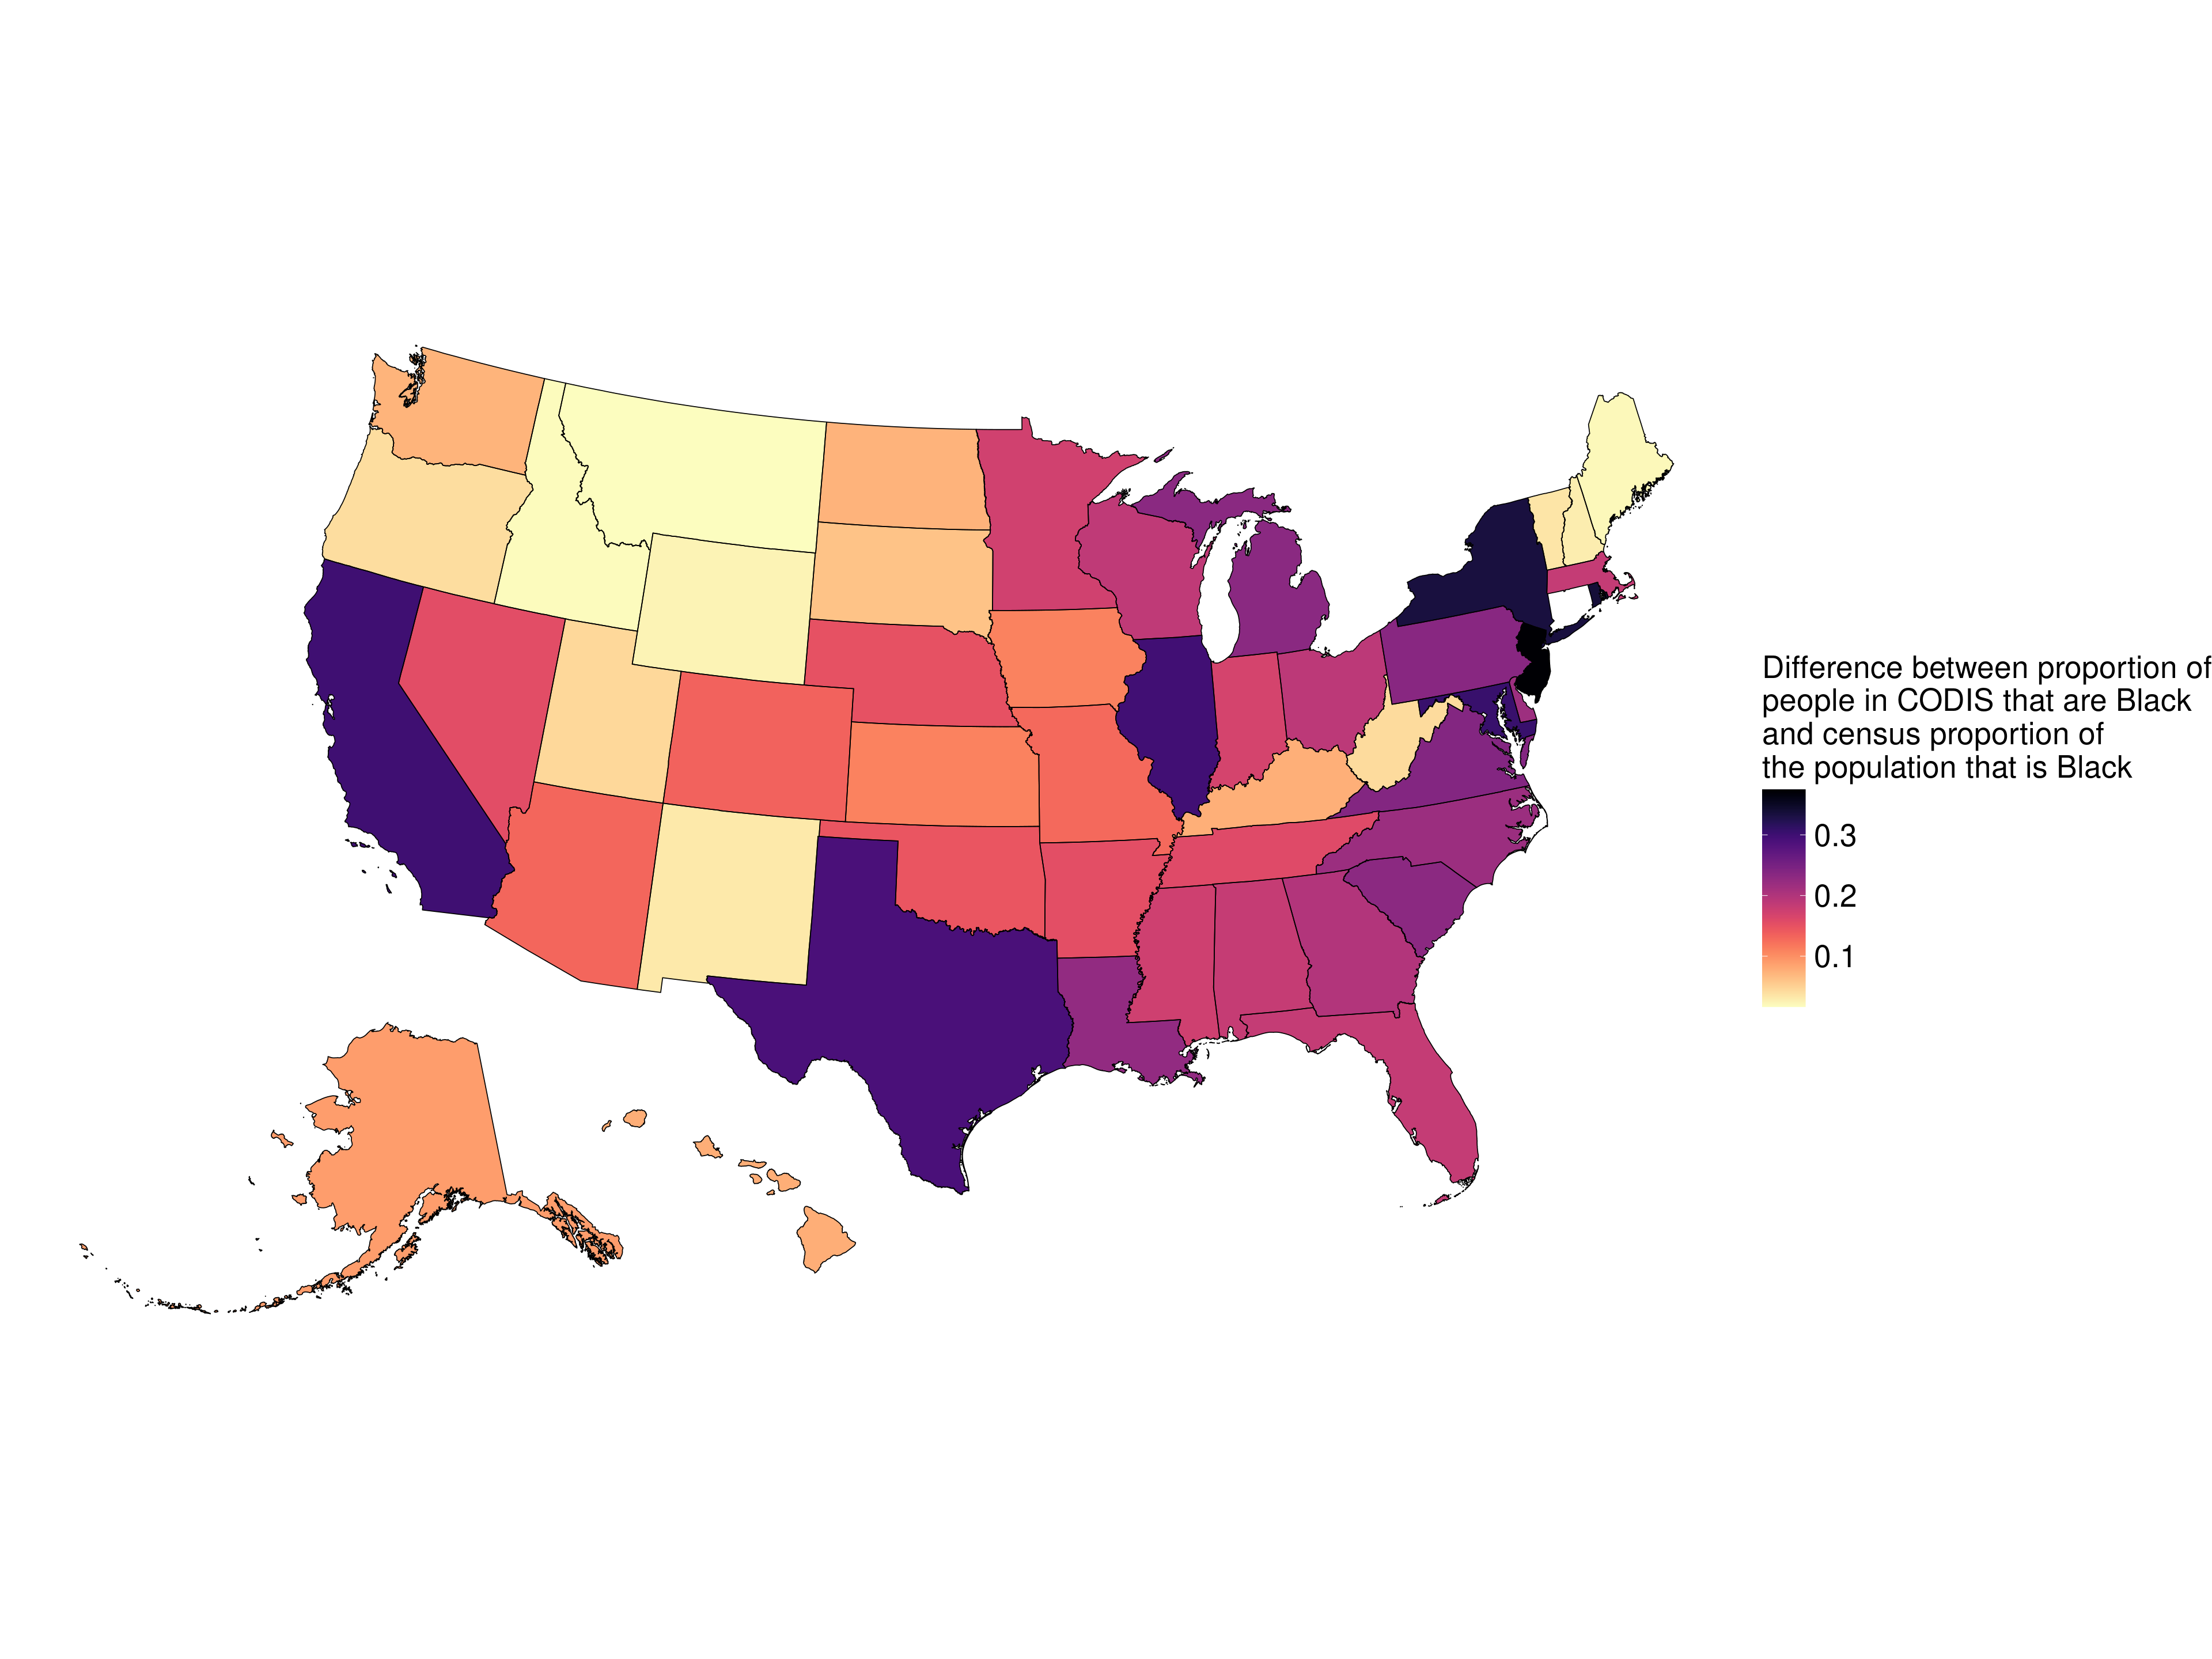 Difference between proportion of
people in CODIS that are Black
and census proportion of
the population that is Black
0.3
0.2
0.1